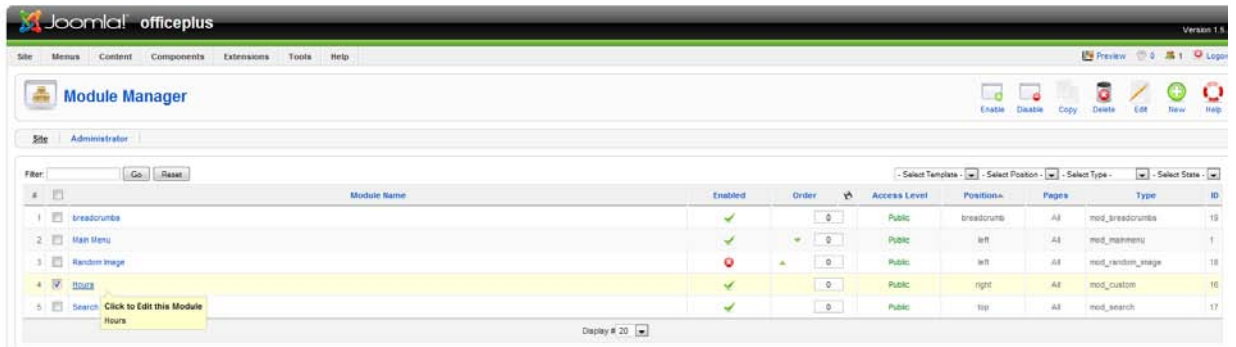 Joomla! officeplus
Version 1.5.
Site Menus Content Components Extensions Tools Help Preview 0 1 Logou
Module Manager
Enable Disable Copy Delete Edit New Help
Site Administrator
Filter: Go Reset - Select Template - - Select Position - - Select Type - - Select State -
# Module Name Enabled Order Access Level Position Pages Type ID
1 breadcrumbs 0 Public breadcrumb All mod_breadcrumbs 19
2 Main Menu 0 Public left All mod_mainmenu 1
3 Random Image 0 Public left All mod_random_image 18
4 Hours 0 Public right All mod_custom 16
5 Search 0 Public top All mod_search 17
Click to Edit this Module
Hours
Display # 20